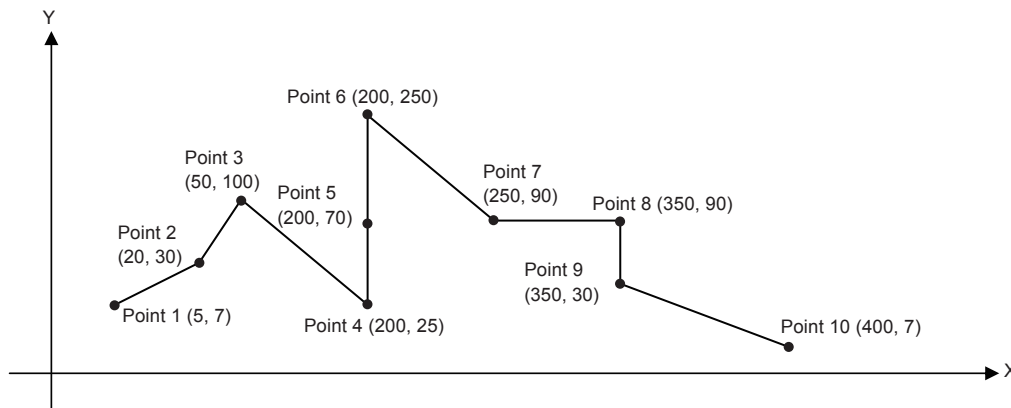 Y
Point 6 (200, 250)
Point 3
(50, 100)
Point 5
(200, 70)
Point 7
(250, 90)
Point 8 (350, 90)
Point 2
(20, 30)
Point 9
(350, 30)
Point 1 (5, 7)
Point 4 (200, 25)
Point 10 (400, 7)
X